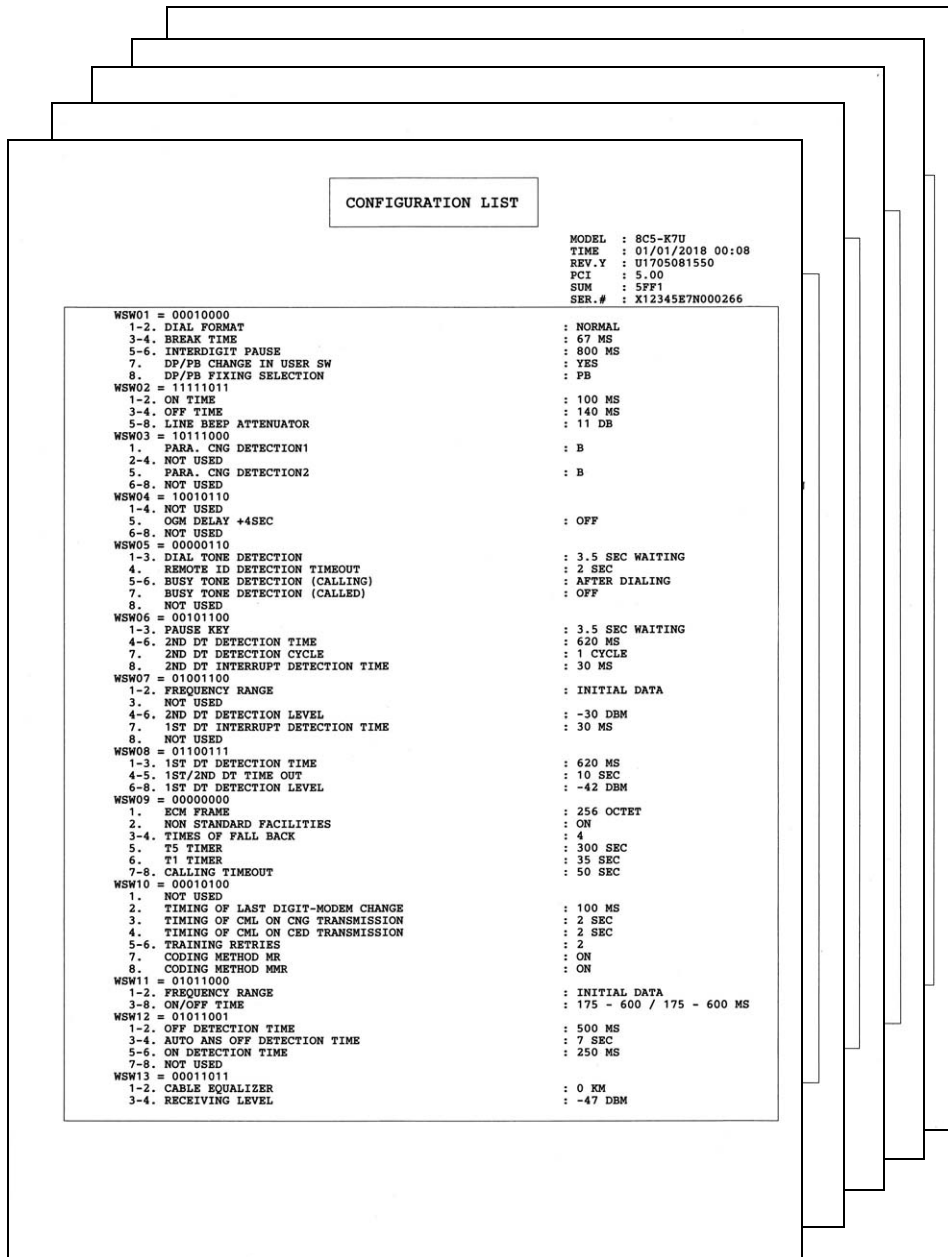 CONFIGURATION LIST
MODEL : 8C5-K7U
TIME : 01/01/2018 00:08
REV.Y : U1705081550
PCI : 5.00
SUM : 5FF1
SER.# : X12345E7N000266
WSW01 = 00010000
1-2. DIAL FORMAT : NORMAL
3-4. BREAK TIME : 67 MS
5-6. INTERDIGIT PAUSE : 800 MS
7. DP/PB CHANGE IN USER SW : YES
8. DP/PB FIXING SELECTION : PB
WSW02 = 11111011
1-2. ON TIME : 100 MS
3-4. OFF TIME : 140 MS
5-8. LINE BEEP ATTENUATOR : 11 DB
WSW03 = 10111000
1. PARA. CNG DETECTION1 : B
2-4. NOT USED
5. PARA. CNG DETECTION2 : B
6-8. NOT USED
WSW04 = 10010110
1-4. NOT USED
5. OGM DELAY +4SEC : OFF
6-8. NOT USED
WSW05 = 00000110
1-3. DIAL TONE DETECTION : 3.5 SEC WAITING
4. REMOTE ID DETECTION TIMEOUT : 2 SEC
5-6. BUSY TONE DETECTION (CALLING) : AFTER DIALING
7. BUSY TONE DETECTION (CALLED) : OFF
8. NOT USED
WSW06 = 00101100
1-3. PAUSE KEY : 3.5 SEC WAITING
4-6. 2ND DT DETECTION TIME : 620 MS
7. 2ND DT DETECTION CYCLE : 1 CYCLE
8. 2ND DT INTERRUPT DETECTION TIME : 30 MS
WSW07 = 01001100
1-2. FREQUENCY RANGE : INITIAL DATA
3. NOT USED
4-6. 2ND DT DETECTION LEVEL : -30 DBM
7. 1ST DT INTERRUPT DETECTION TIME : 30 MS
8. NOT USED
WSW08 = 01100111
1-3. 1ST DT DETECTION TIME : 620 MS
4-5. 1ST/2ND DT TIME OUT : 10 SEC
6-8. 1ST DT DETECTION LEVEL : -42 DBM
WSW09 = 00000000
1. ECM FRAME : 256 OCTET
2. NON STANDARD FACILITIES : ON
3-4. TIMES OF FALL BACK : 4
5. T5 TIMER : 300 SEC
6. T1 TIMER : 35 SEC
7-8. CALLING TIMEOUT : 50 SEC
WSW10 = 00010100
1. NOT USED
2. TIMING OF LAST DIGIT-MODEM CHANGE : 100 MS
3. TIMING OF CML ON CNG TRANSMISSION : 2 SEC
4. TIMING OF CML ON CED TRANSMISSION : 2 SEC
5-6. TRAINING RETRIES : 2
7. CODING METHOD MR : ON
8. CODING METHOD MMR : ON
WSW11 = 01011000
1-2. FREQUENCY RANGE : INITIAL DATA
3-8. ON/OFF TIME : 175 - 600 / 175 - 600 MS
WSW12 = 01011001
1-2. OFF DETECTION TIME : 500 MS
3-4. AUTO ANS OFF DETECTION TIME : 7 SEC
5-6. ON DETECTION TIME : 250 MS
7-8. NOT USED
WSW13 = 00011011
1-2. CABLE EQUALIZER : 0 KM
3-4. RECEIVING LEVEL : -47 DBM